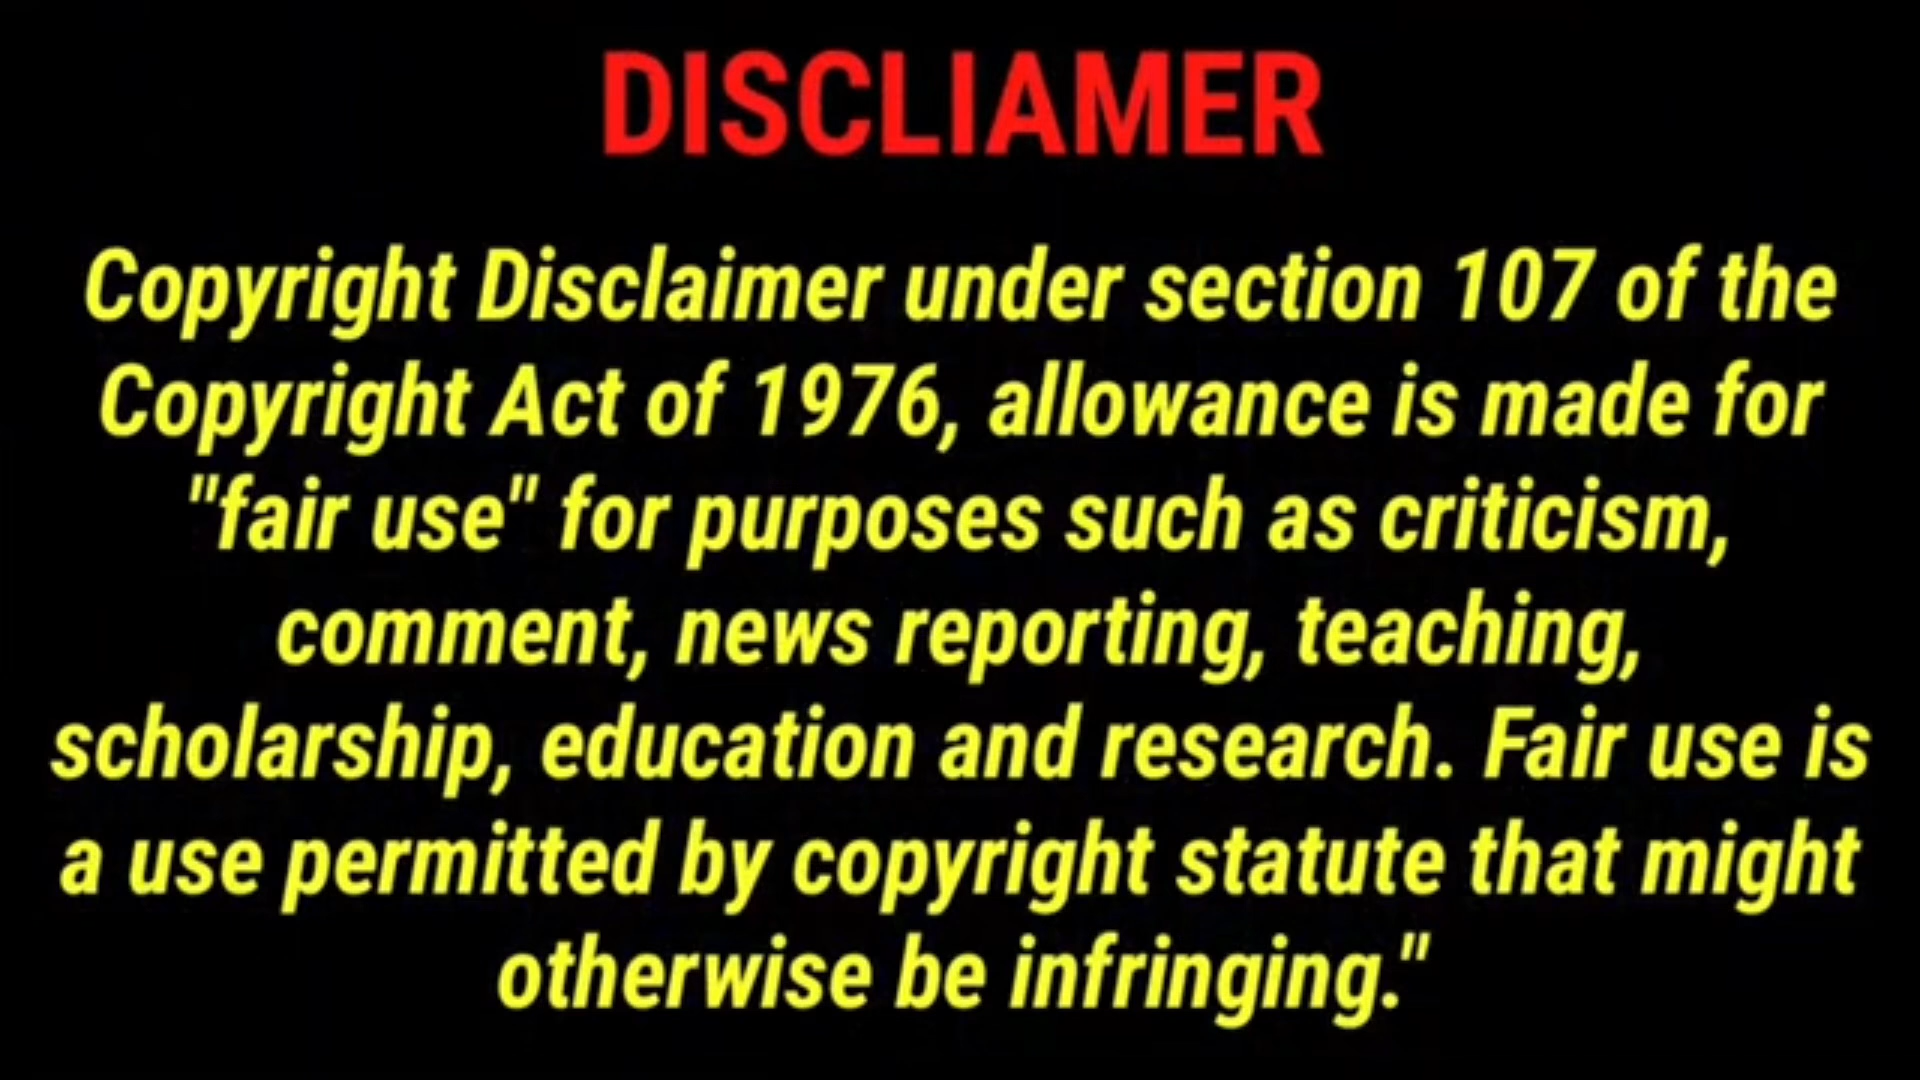 DISCLIAMER
Copyright Disclaimer under section 107 of the
Copyright Act of 1976, allowance is made for
"fair use" for purposes such as criticism,
comment, news reporting, teaching,
scholarship, education and research. Fair use is
a use permitted by copyright statute that might
otherwise be infringing."